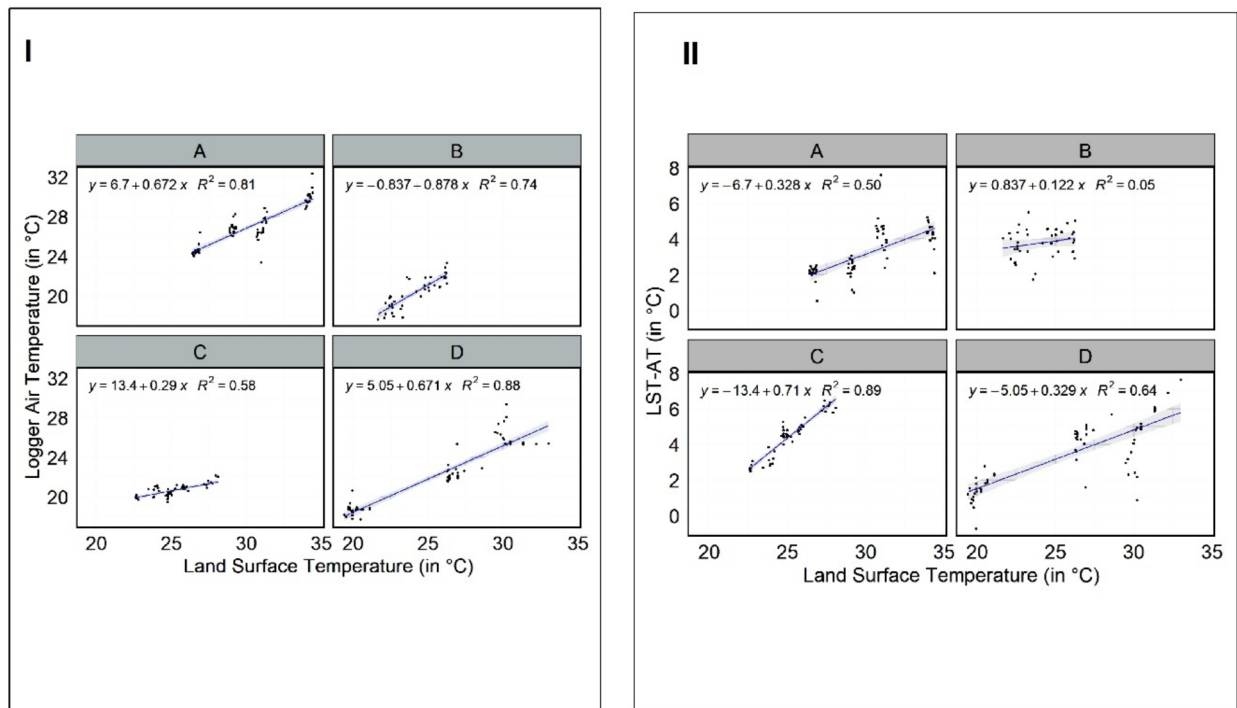 I
A
B
y = 6.7 + 0.672 x R² = 0.81
y = −0.837 − 0.878 x R² = 0.74
32
28
24
20
C
D
y = 13.4 + 0.29 x R² = 0.58
y = 5.05 + 0.671 x R² = 0.88
32
28
24
20
Logger Air Temperature (in °C)
20 25 30 35 20 25 30 35
Land Surface Temperature (in °C)
II
A
B
y = −6.7 + 0.328 x R² = 0.50
y = 0.837 + 0.122 x R² = 0.05
8
6
4
2
0
C
D
y = −13.4 + 0.71 x R² = 0.89
y = −5.05 + 0.329 x R² = 0.64
8
6
4
2
0
LST-AT (in °C)
20 25 30 35 20 25 30 35
Land Surface Temperature (in °C)